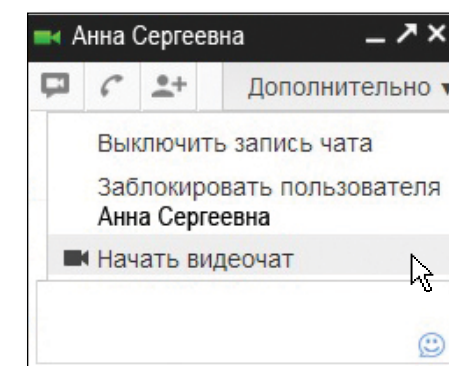 Анна Сергеевна
Дополнительно
Выключить запись чата
Заблокировать пользователя
Анна Сергеевна
Начать видеочат